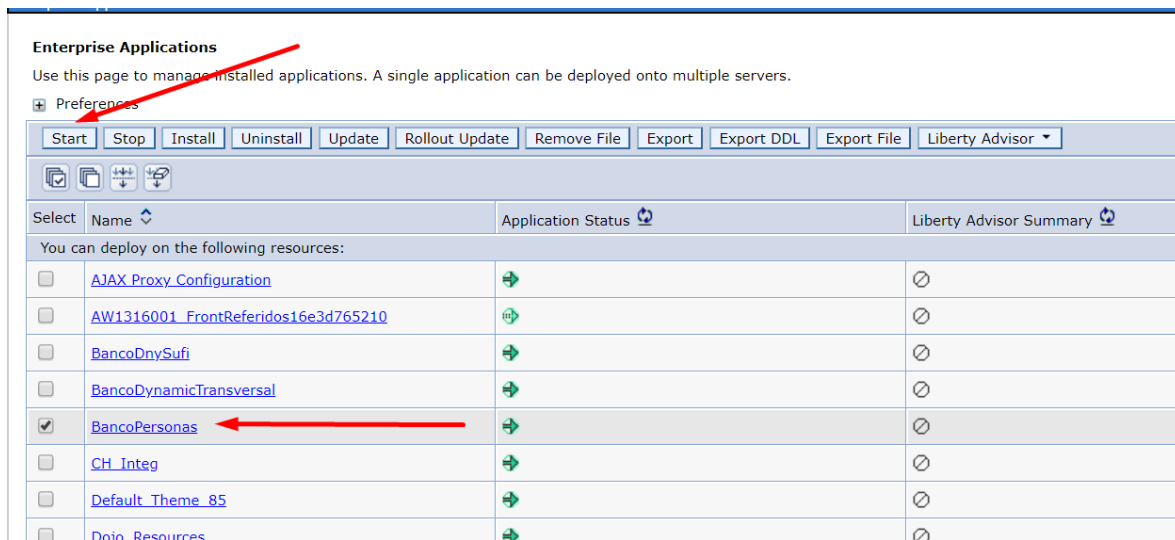 Enterprise Applications
Use this page to manage installed applications. A single application can be deployed onto multiple servers.
Preferences
Start Stop Install Uninstall Update Rollout Update Remove File Export Export DDL Export File Liberty Advisor
Select Name Application Status Liberty Advisor Summary
You can deploy on the following resources:
AJAX Proxy Configuration
AW1316001_FrontReferidos16e3d765210
BancoDnySufi
BancoDynamicTransversal
BancoPersonas
CH_Integ
Default_Theme_85
Dojo_Resources